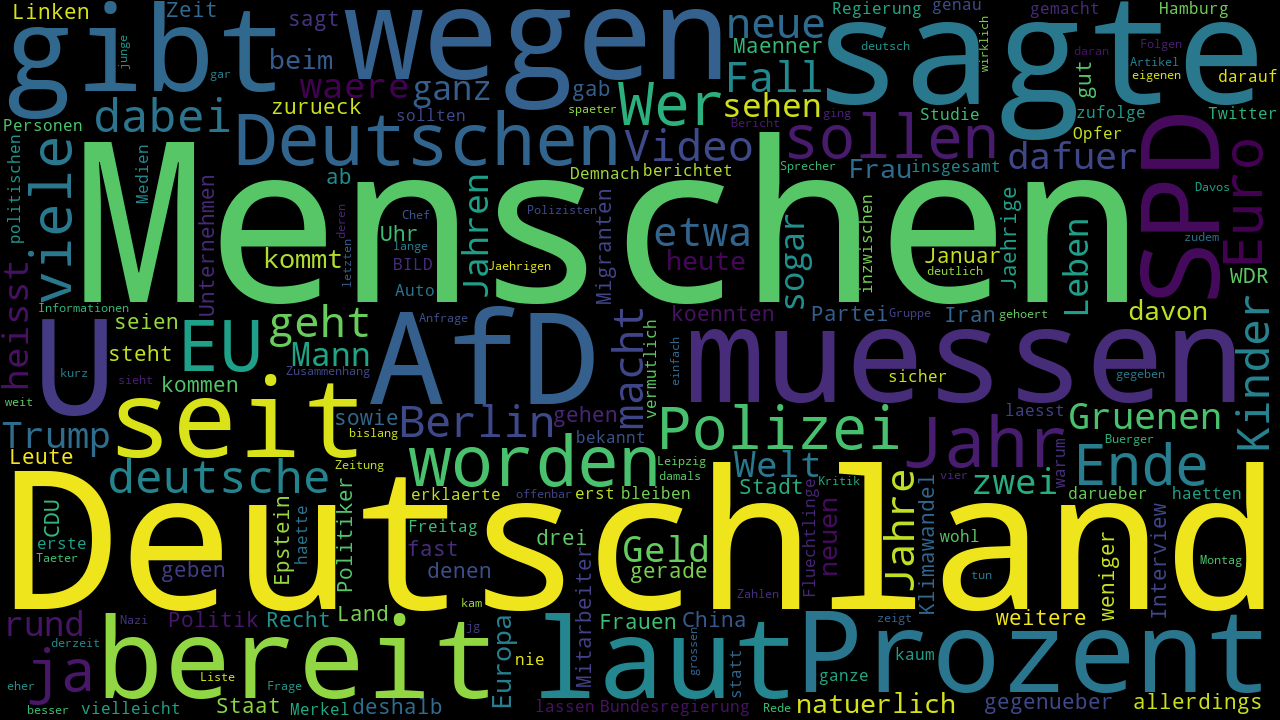 Linken
gibt
junge
gar
Zeit
sagt
beim
wegen
neue
Maenner
Regierung
deutsch
genau
wirklich
gemacht
daran
Folgen
Artikel
eigenen
Hamburg
darauf
sagte
dabei
zurueck
waere
ganz
sollten
gab
spaeter
Wer
Fall
sehen
Bericht
ging
Studie
gut
zufolge
Opfer
Twitter
Personen
politischen
viele
Medien
Deutschen
Video
sollen
Sprecher
Frau
insgesamt
dafuer
SPD
Euro
Davos
zudem
WDR
ab
Demnach
berichtet
Menschen
Unternehmen
kommt
letzten
deren
Uhr
Chef
lange
BILD
Auto
Jahren
Jaehrigen
Polizisten
Migranten
etwa
heute
sogar
inzwischen
Januar
deutlich
Jaehrige
Leben
davon
heisst
Informationen
U
kurz
seien
steht
sieht
weit
EU
kommen
geht
Mann
Zusammenhang
AfD
Anfrage
macht
vermutlich
koennten
einfach
Partei
Gruppe
Iran
gehoert
muessen
sicher
gegeben
Kinder
Trump
Leute
seit
sowie
bislang
Berlin
gehen
bekannt
Polizei
Jahr
laesst
warum
Gruenen
Buerger
deutsche
Zeitung
worden
Leipzig
damals
Welt
Stadt
Kritik
vier
zwei
Ende
darueber
haetten
CDU
erste
Taeter
geben
Epstein
haette
Politiker
erklaerte
offenbar
erst
bleiben
Freitag
fast
denen
drei
Geld
gerade
Fluechtlinge
neuen
Jahre
Klimawandel
wohl
tun
weniger
Interview
Montag
Deutschland
Mitarbeiter
kam
Zahlen
rund
Nazi
derzeit
Politik
Recht
Land
jg
Europa
Frauen
China
grossen
statt
zeigt
weitere
ja
eher
besser
bereit
Liste
Frage
nie
laut
Prozent
kaum
ganze
vielleicht
Staat
Merkel
deshalb
lassen
Bundesregierung
Rede
natuerlich
gegenueber
allerdings